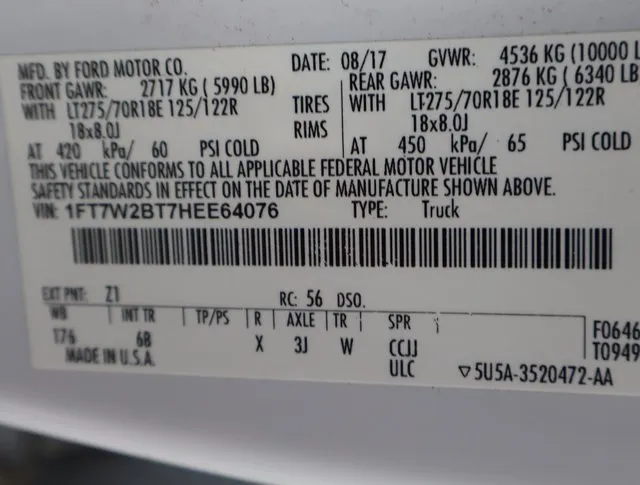 MFD. BY FORD MOTOR CO. DATE: 08/17 GVWR: 4536 KG (10000 L
FRONT GAWR: 2717 KG ( 5990 LB) REAR GAWR: 2876 KG ( 6340 LB)
WITH LT275/70R18E 125/122R TIRES WITH LT275/70R18E 125/122R
18x8.0J RIMS 18x8.0J
AT 420 kPa/ 60 PSI COLD AT 450 kPa/ 65 PSI COLD
THIS VEHICLE CONFORMS TO ALL APPLICABLE FEDERAL MOTOR VEHICLE
SAFETY STANDARDS IN EFFECT ON THE DATE OF MANUFACTURE SHOWN ABOVE.
VIN: 1FT7W2BT7HEE64076 TYPE: Truck
EXT PNT: Z1 RC: 56 DSO:
WB INT TR TP/PS R AXLE TR SPR F0646
176 6B X 3J W CCJJ T0949
MADE IN U.S.A. ULC ▽5U5A-3520472-AA